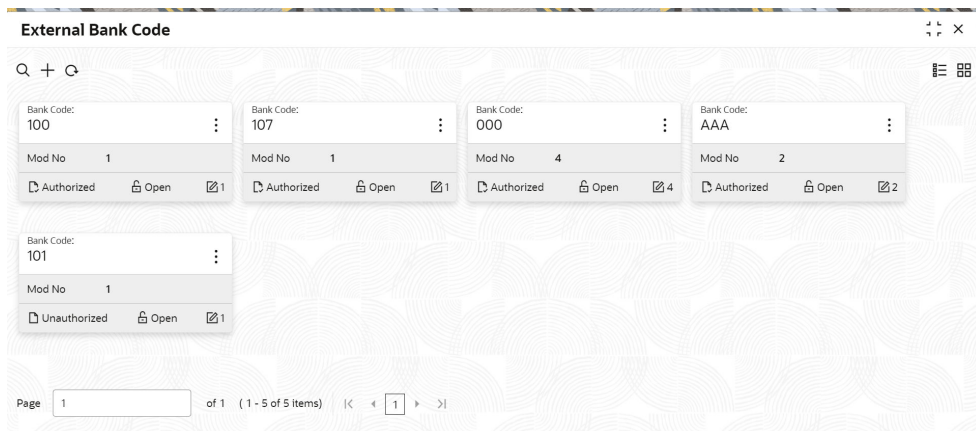 External Bank Code
Bank Code:
100
Mod No 1
Authorized Open 1
Bank Code:
107
Mod No 1
Authorized Open 1
Bank Code:
000
Mod No 4
Authorized Open 4
Bank Code:
AAA
Mod No 2
Authorized Open 2
Bank Code:
101
Mod No 1
Unauthorized Open 1
Page 1 of 1 ( 1 - 5 of 5 items) 1